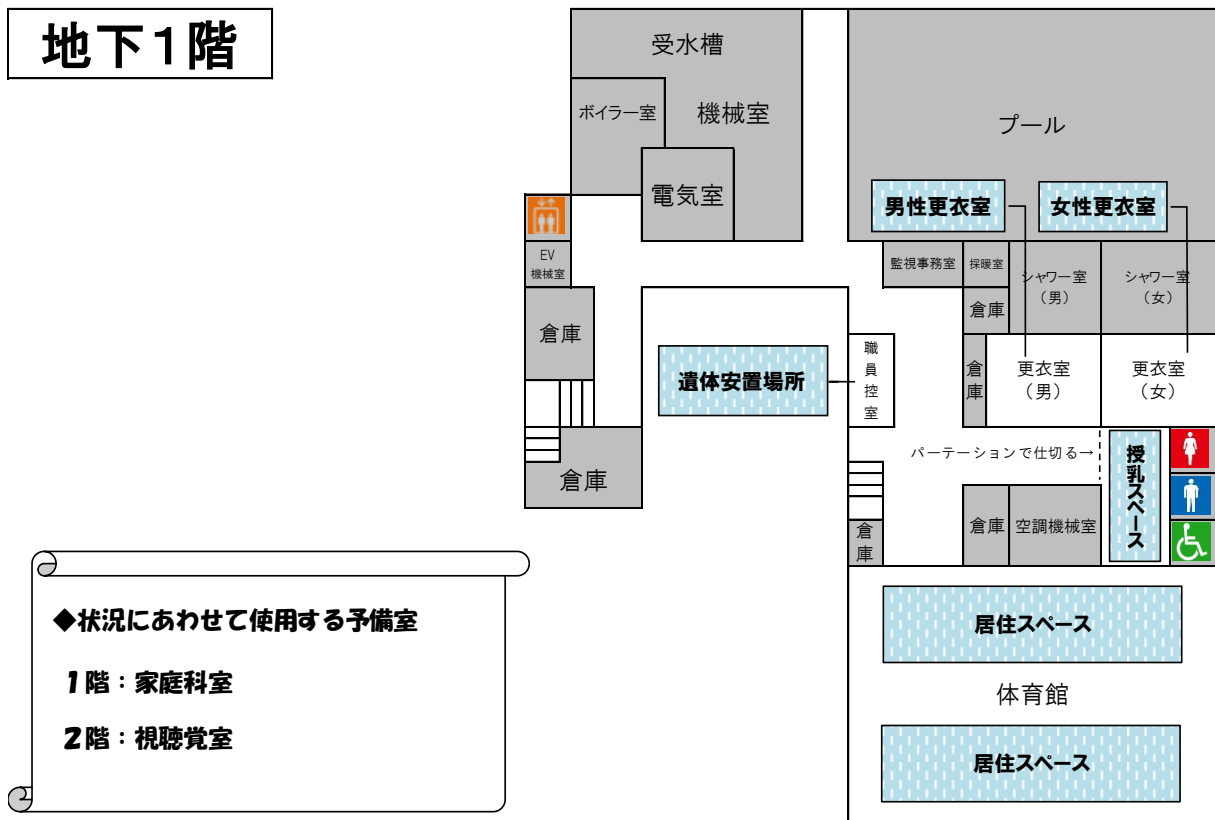 地下1階
受水槽
ボイラー室
機械室
プール
電気室
男性更衣室
女性更衣室
EV
機械室
監視事務室
採暖室
シャワー室
（男）
シャワー室
（女）
倉庫
倉庫
遺体安置場所
職
員
控
室
倉
庫
更衣室
（男）
更衣室
（女）
パーテーションで仕切る→
授乳スペース
倉庫
倉
庫
倉庫
空調機械室
◆状況にあわせて使用する予備室
1階：家庭科室
2階：視聴覚室
居住スペース
体育館
居住スペース